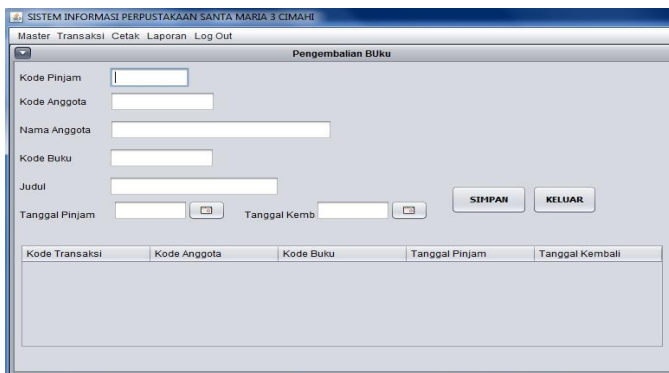 SISTEM INFORMASI PERPUSTAKAAN SANTA MARIA 3 CIMAHI
Master Transaksi Cetak Laporan Log Out
Pengembalian BUku
Kode Pinjam
Kode Anggota
Nama Anggota
Kode Buku
Judul
SIMPAN KELUAR
Tanggal Pinjam Tanggal Kemb
Kode Transaksi Kode Anggota Kode Buku Tanggal Pinjam Tanggal Kembali